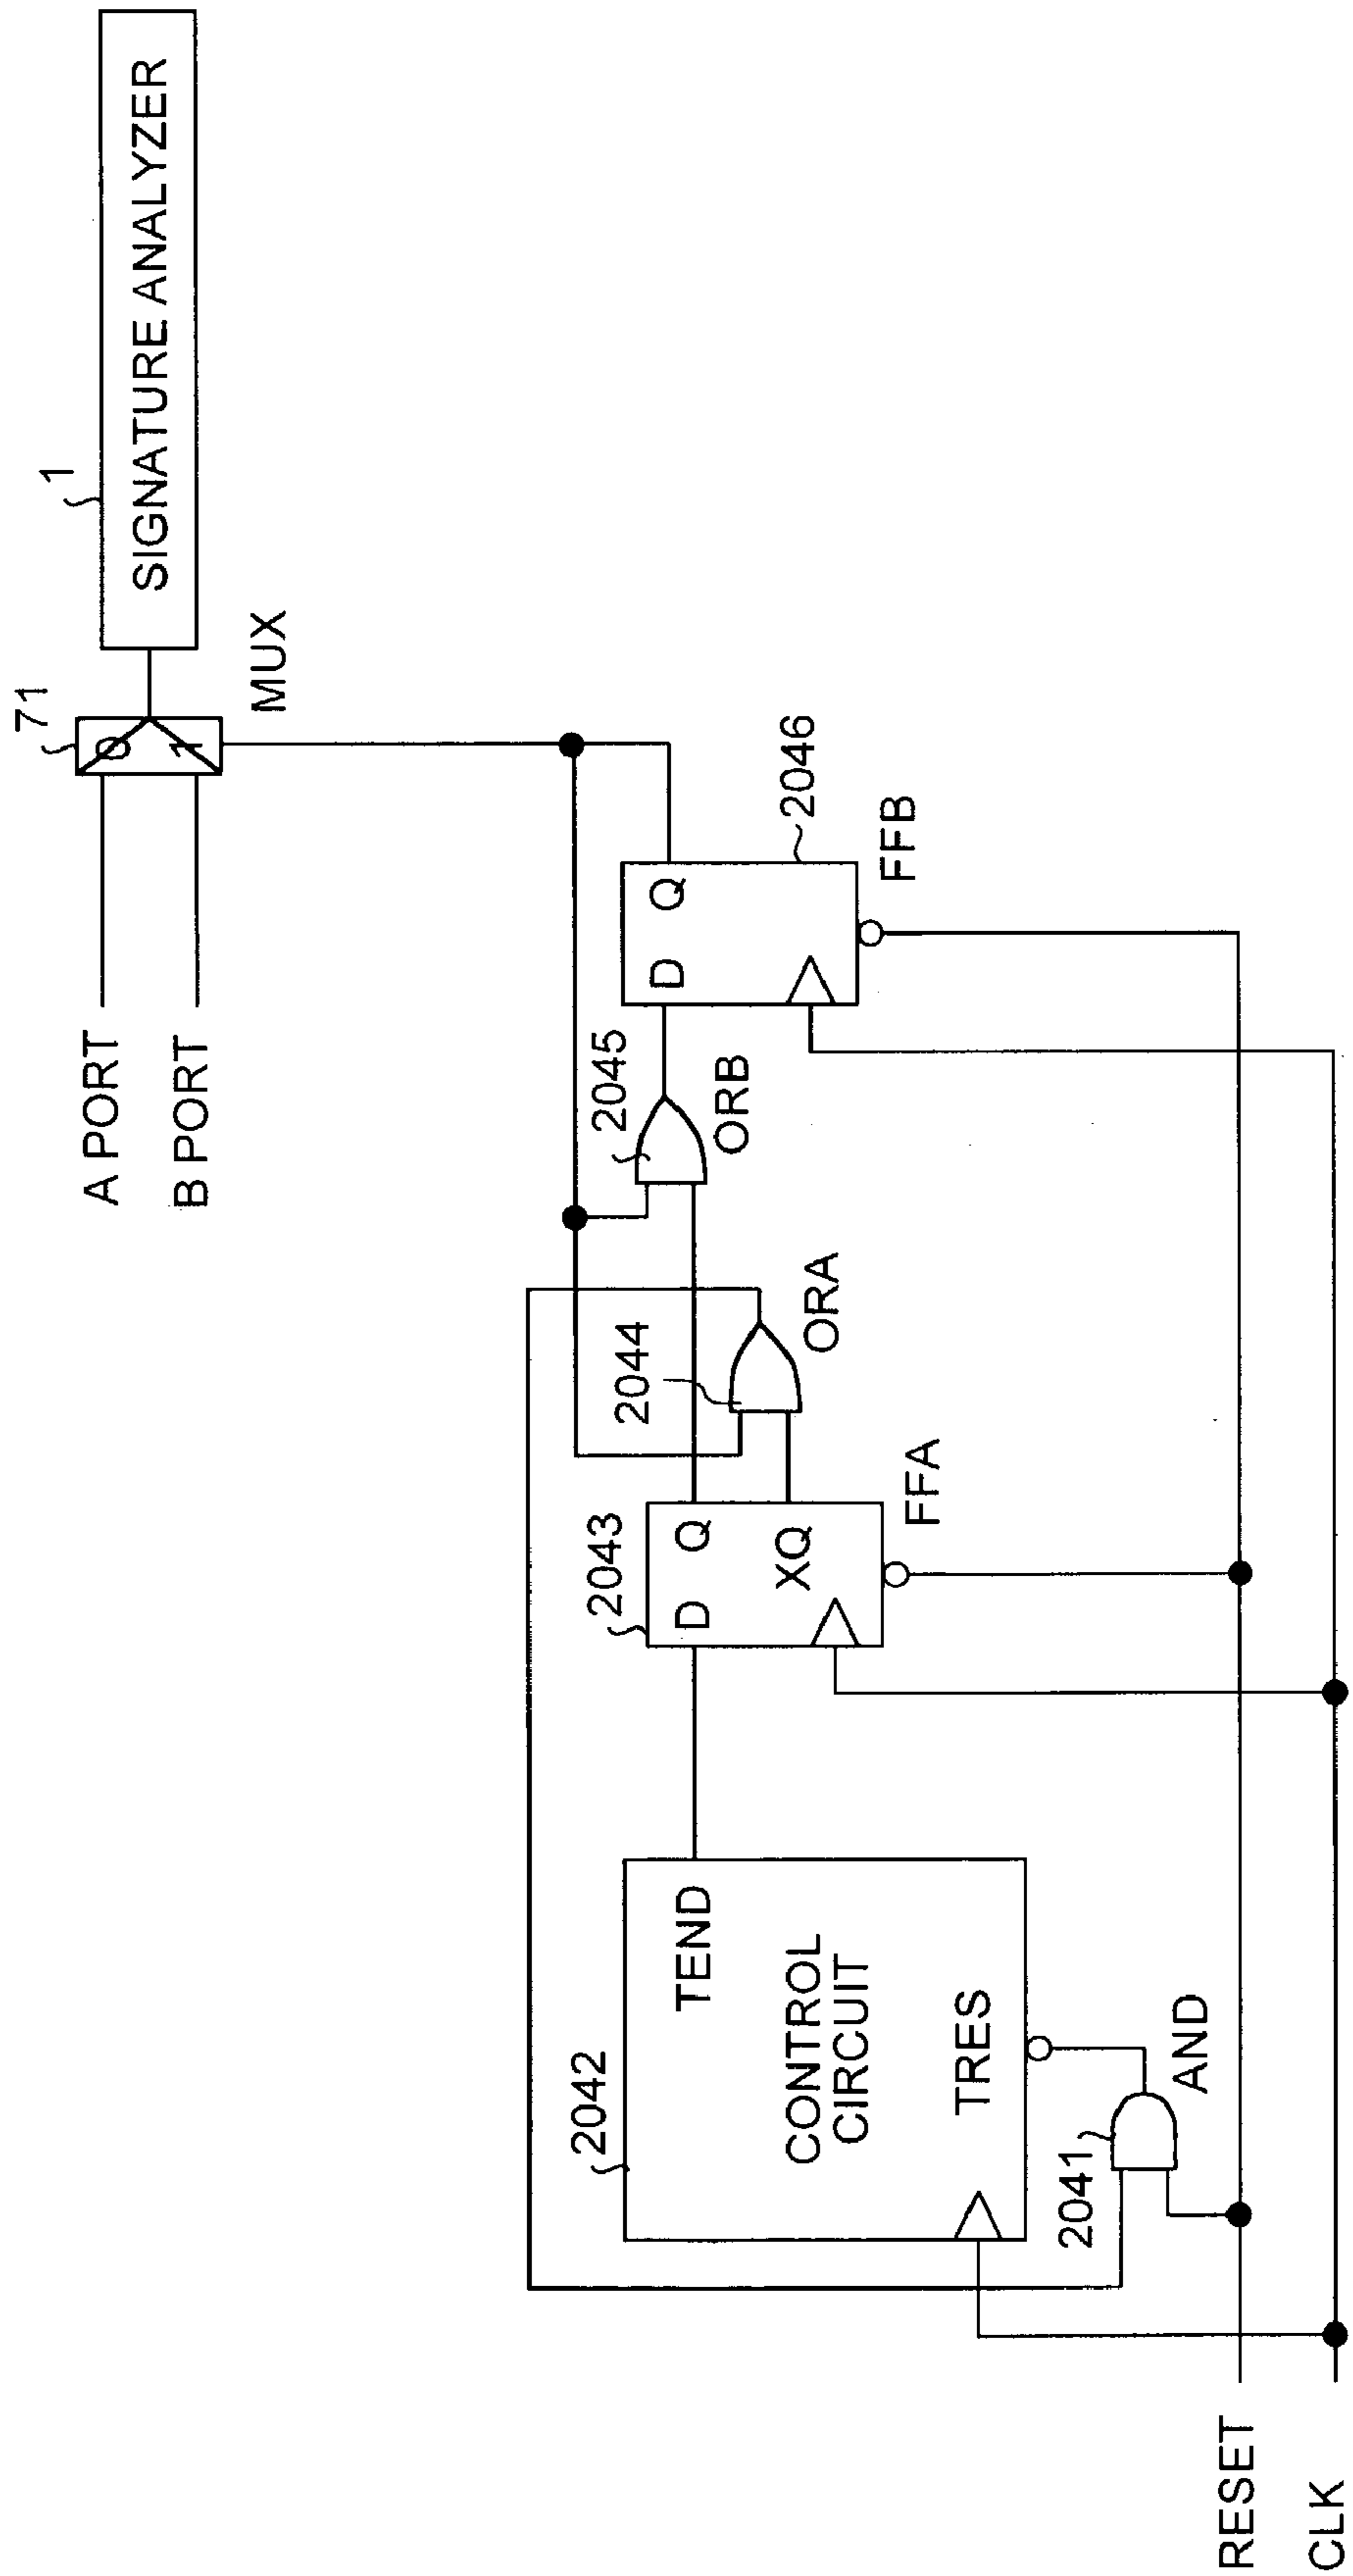 71
1
SIGNATURE ANALYZER
0
1
MUX
A PORT
B PORT
2042
TEND
CONTROL
CIRCUIT
TRES
2041
AND
2043
D Q
XQ
FFA
2044
ORA
2045
ORB
D Q
2046
FFB
RESET
CLK